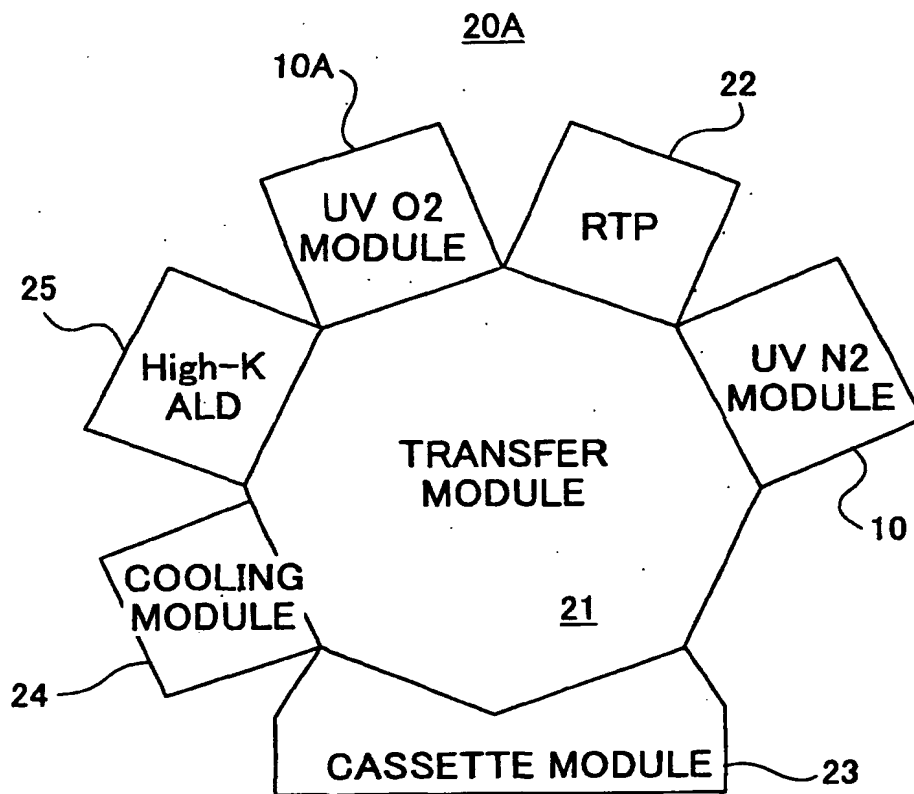 20A
10A
22
UV O2
MODULE
RTP
25
High-K
ALD
UV N2
MODULE
TRANSFER
MODULE
10
COOLING
MODULE
21
24
CASSETTE MODULE
23